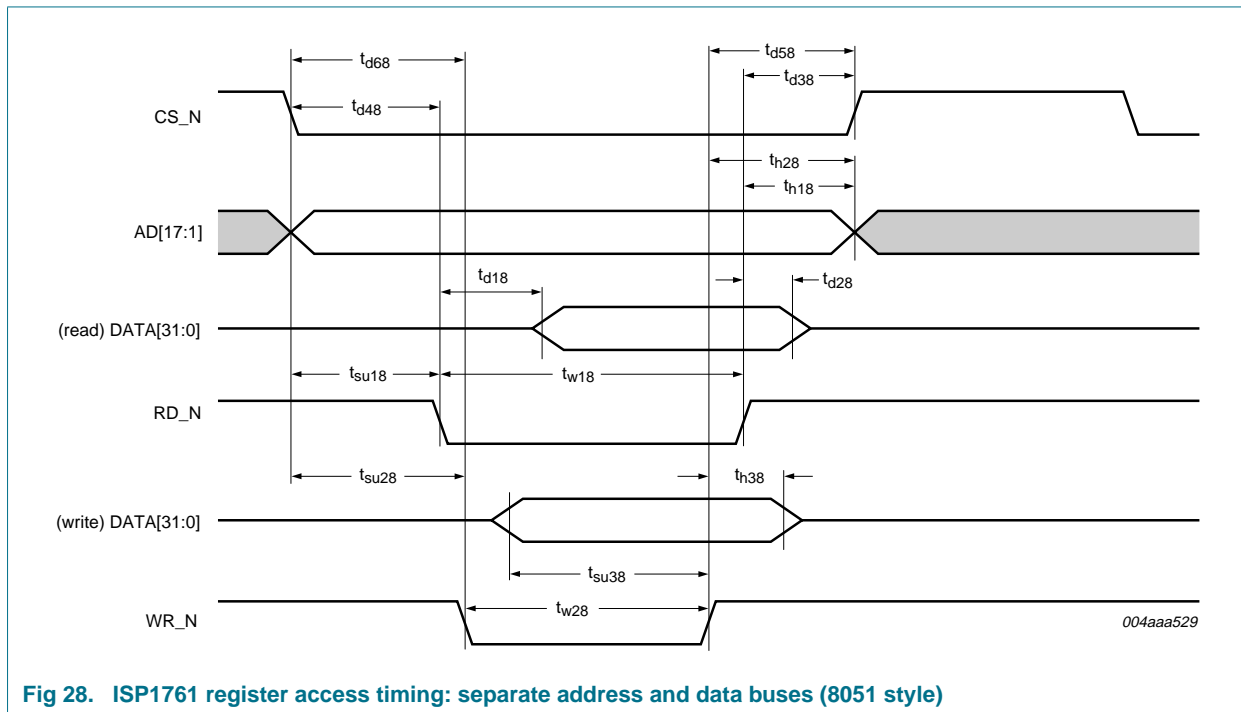 td68
td58
td38
td48
CS_N
th28
th18
AD[17:1]
td18
td28
(read) DATA[31:0]
tsu18
tw18
RD_N
tsu28
th38
(write) DATA[31:0]
tsu38
tw28
WR_N
004aaa529
Fig 28. ISP1761 register access timing: separate address and data buses (8051 style)